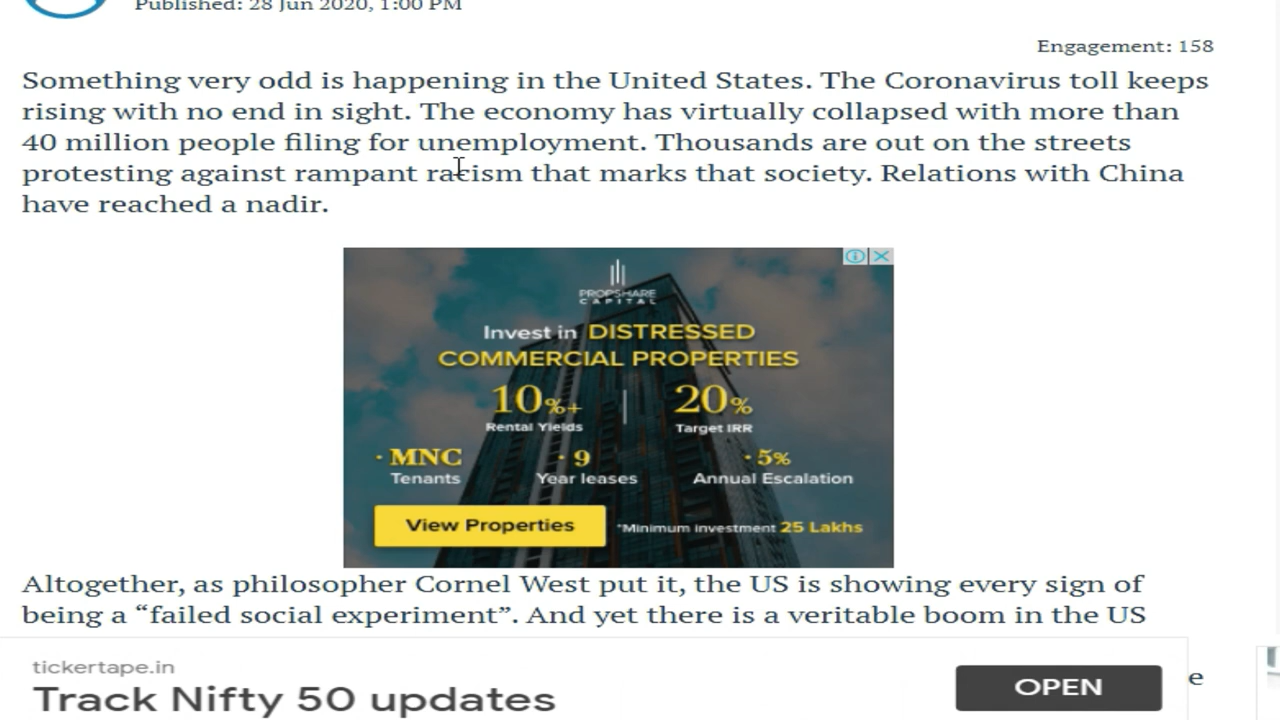 Published: 28 Jun 2020, 1:00 PM
Engagement: 158
Something very odd is happening in the United States. The Coronavirus toll keeps
rising with no end in sight. The economy has virtually collapsed with more than
40 million people filing for unemployment. Thousands are out on the streets
protesting against rampant racism that marks that society. Relations with China
have reached a nadir.
PROPSHARE
CAPITAL
Invest in DISTRESSED
COMMERCIAL PROPERTIES
10%+ | 20%
Rental Yields Target IRR
· MNC · 9 · 5%
Tenants Year leases Annual Escalation
View Properties *Minimum investment 25 Lakhs
Altogether, as philosopher Cornel West put it, the US is showing every sign of
being a “failed social experiment”. And yet there is a veritable boom in the US
e
tickertape.in
Track Nifty 50 updates
OPEN